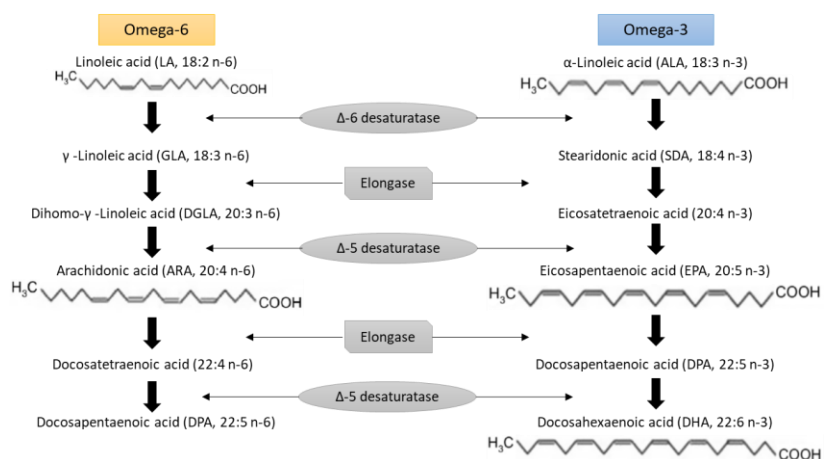 Omega-6
Omega-3
Linoleic acid (LA, 18:2 n-6)
α-Linoleic acid (ALA, 18:3 n-3)
H₃C
COOH
H₃C
COOH
Δ-6 desaturatase
γ -Linoleic acid (GLA, 18:3 n-6)
Stearidonic acid (SDA, 18:4 n-3)
Elongase
Dihomo-γ -Linoleic acid (DGLA, 20:3 n-6)
Eicosatetraenoic acid (20:4 n-3)
Δ-5 desaturatase
Arachidonic acid (ARA, 20:4 n-6)
Eicosapentaenoic acid (EPA, 20:5 n-3)
H₃C
COOH
H₃C
COOH
Elongase
Docosatetraenoic acid (22:4 n-6)
Docosapentaenoic acid (DPA, 22:5 n-3)
Δ-5 desaturatase
Docosapentaenoic acid (DPA, 22:5 n-6)
Docosahexaenoic acid (DHA, 22:6 n-3)
H₃C
COOH